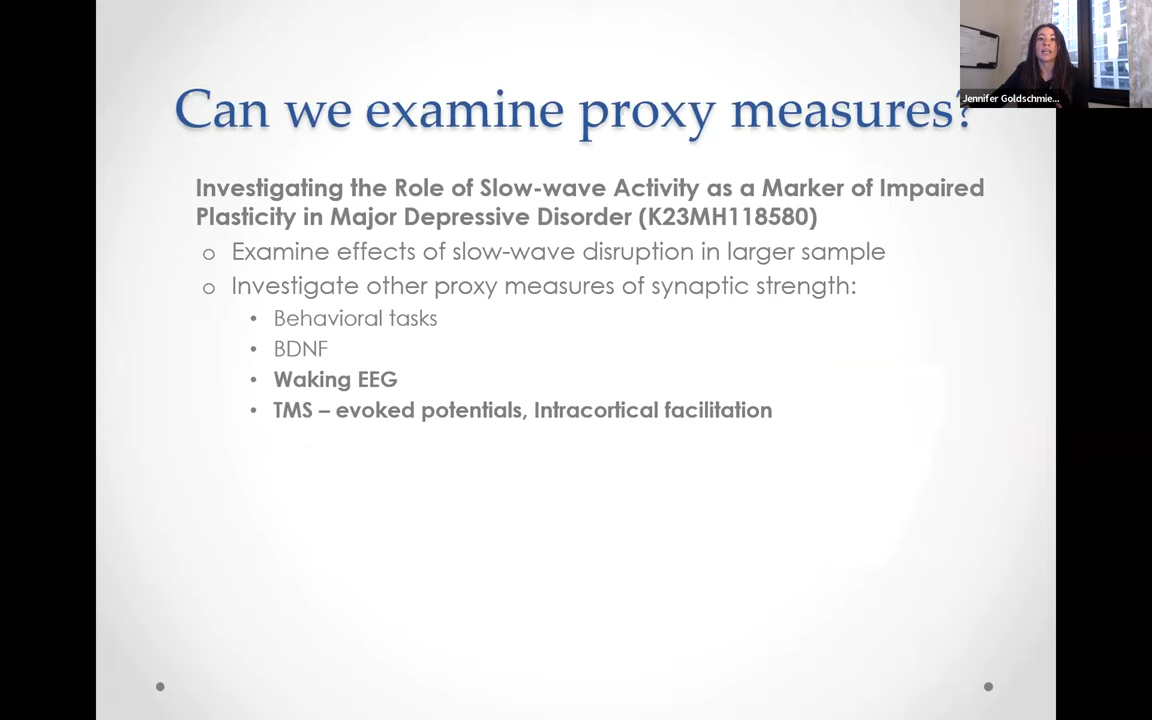 Can we examine proxy measures?
Jennifer Goldschmie...
Investigating the Role of Slow-wave Activity as a Marker of Impaired
Plasticity in Major Depressive Disorder (K23MH118580)
o Examine effects of slow-wave disruption in larger sample
o Investigate other proxy measures of synaptic strength:
• Behavioral tasks
• BDNF
• Waking EEG
• TMS – evoked potentials, Intracortical facilitation